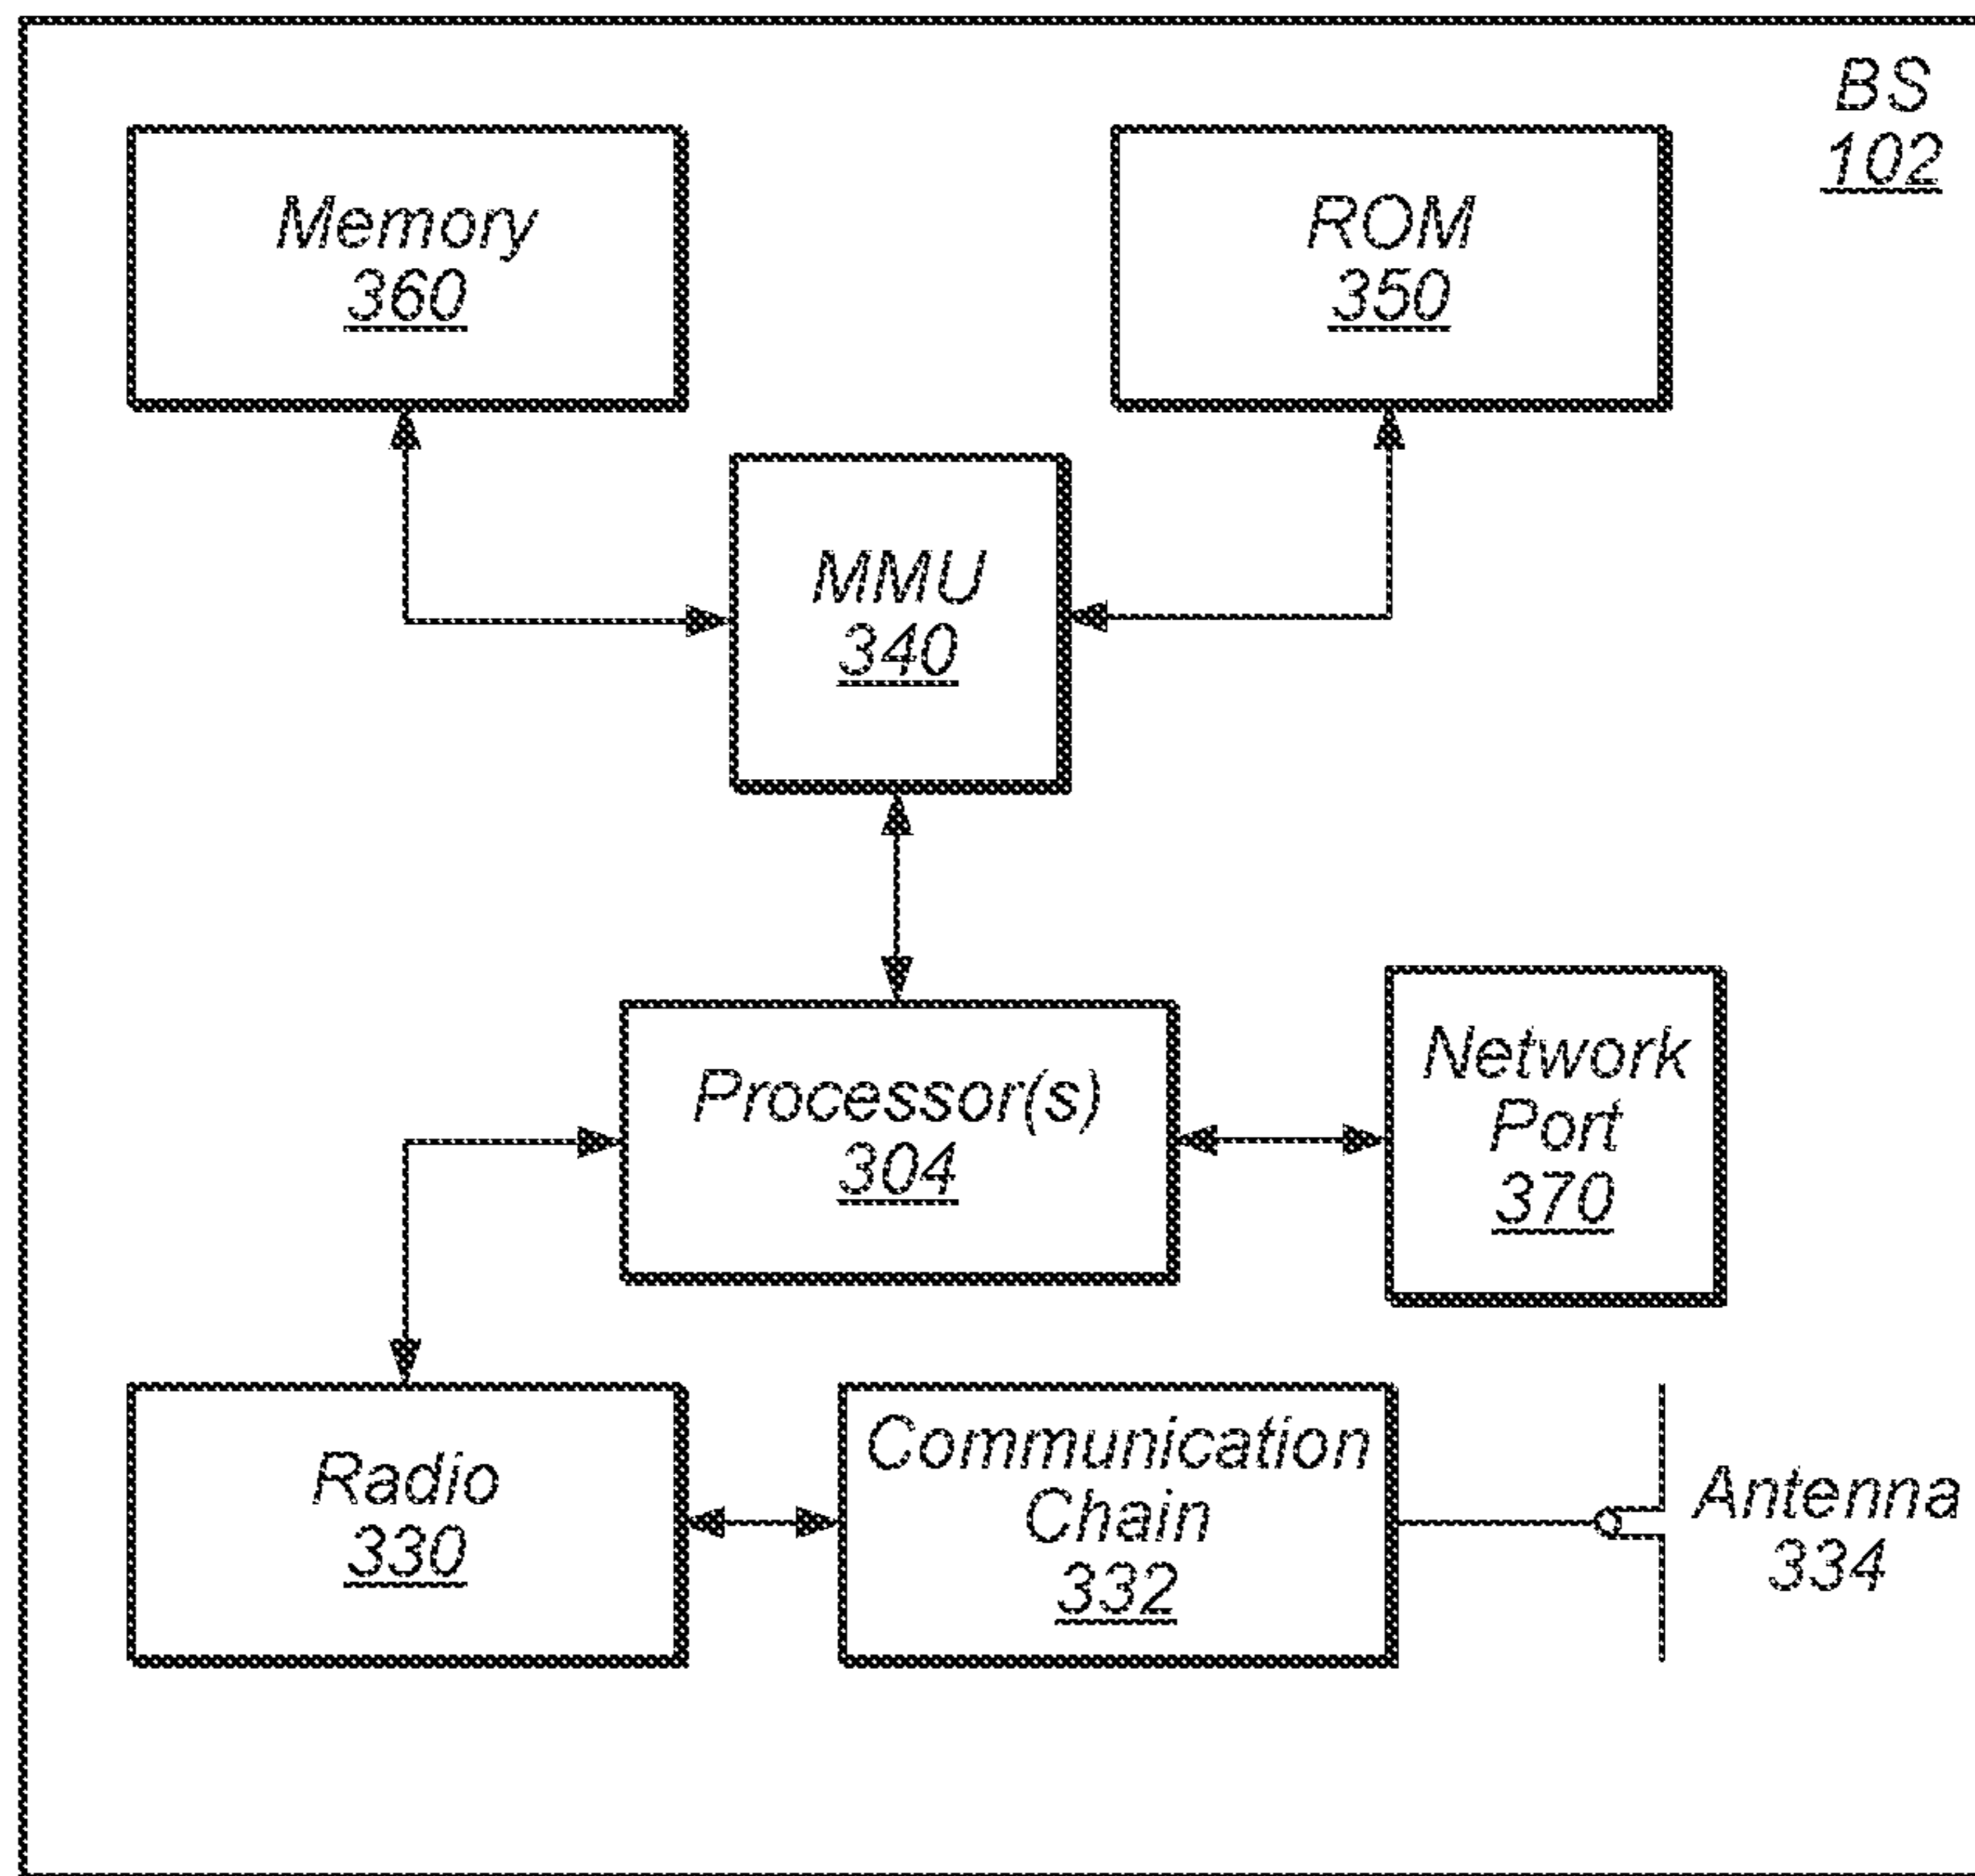 BS
102
Memory
360
ROM
350
MMU
340
Processor(s)
304
Network
Port
370
Radio
330
Communication
Chain
332
Antenna
334